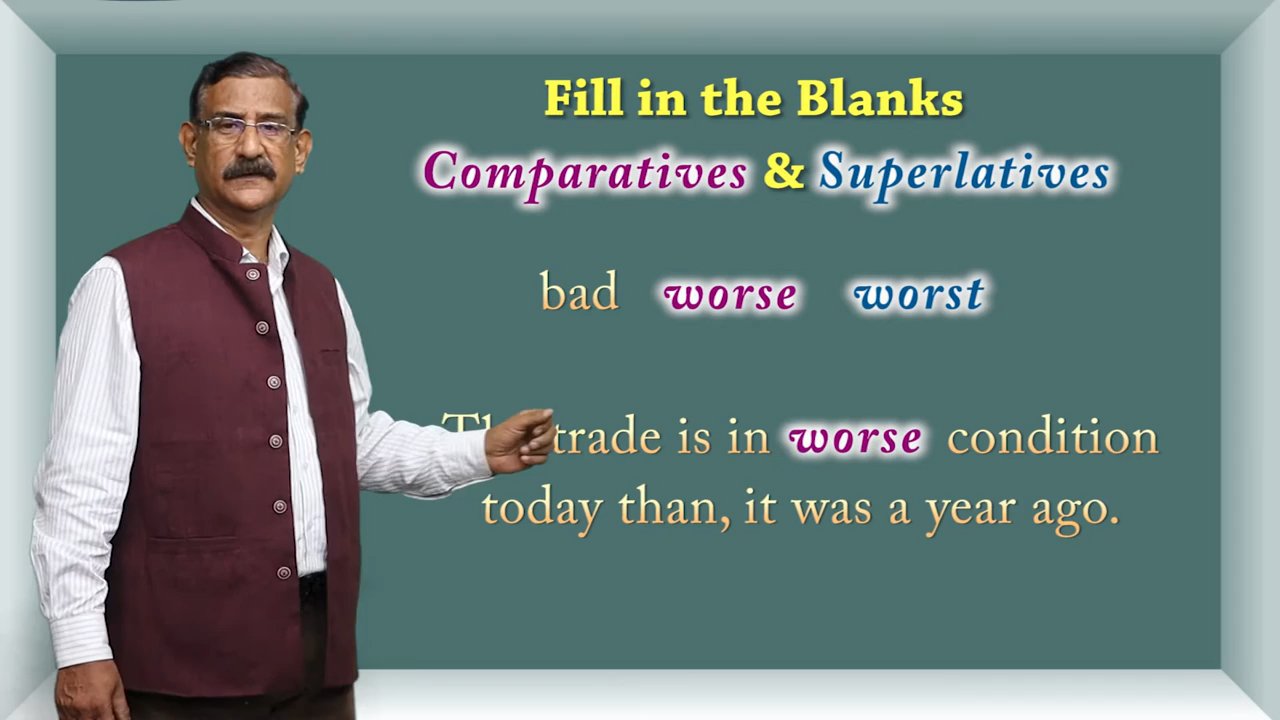 Fill in the Blanks
Comparatives & Superlatives
bad worse worst
trade is in worse condition
today than, it was a year ago.